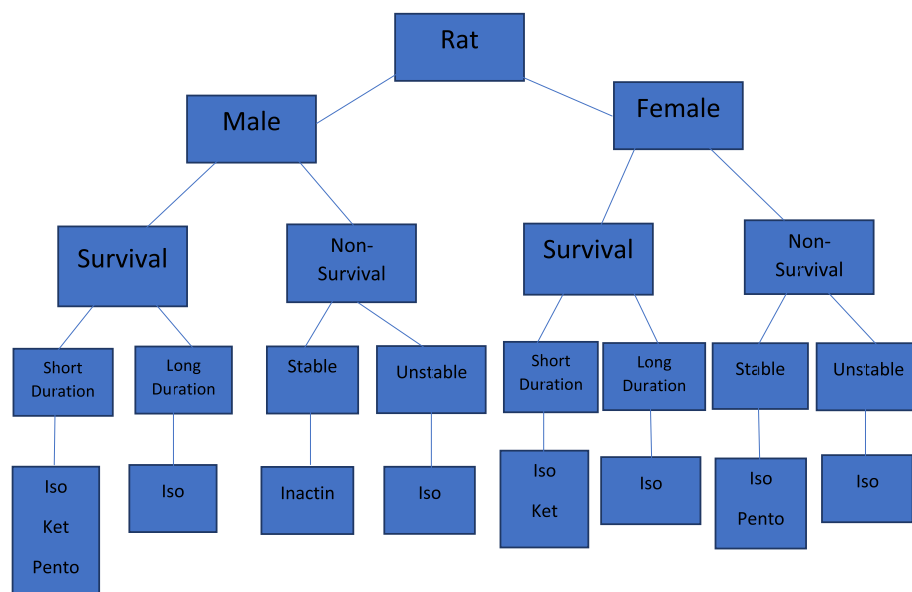 Rat
Male
Female
Survival
Non-
Survival
Survival
Non-
Survival
Short
Duration
Long
Duration
Stable
Unstable
Short
Duration
Long
Duration
Stable
Unstable
Iso
Ket
Pento
Iso
Inactin
Iso
Iso
Ket
Iso
Iso
Pento
Iso